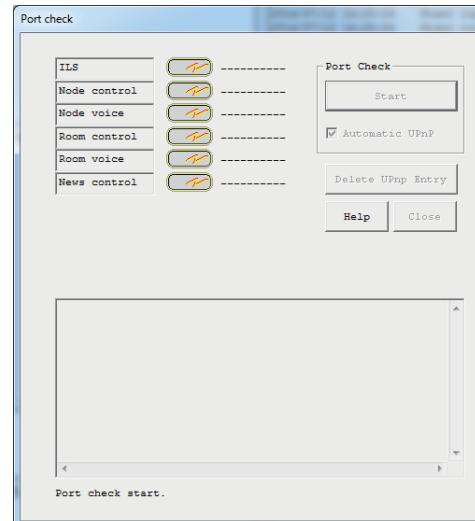 Port check
ILS ----------
Port Check
Node control ----------
Start
Node voice ----------
Room control ----------
Automatic UPnP
Room voice ----------
News control ----------
Delete UPnp Entry
Help Close
Port check start.